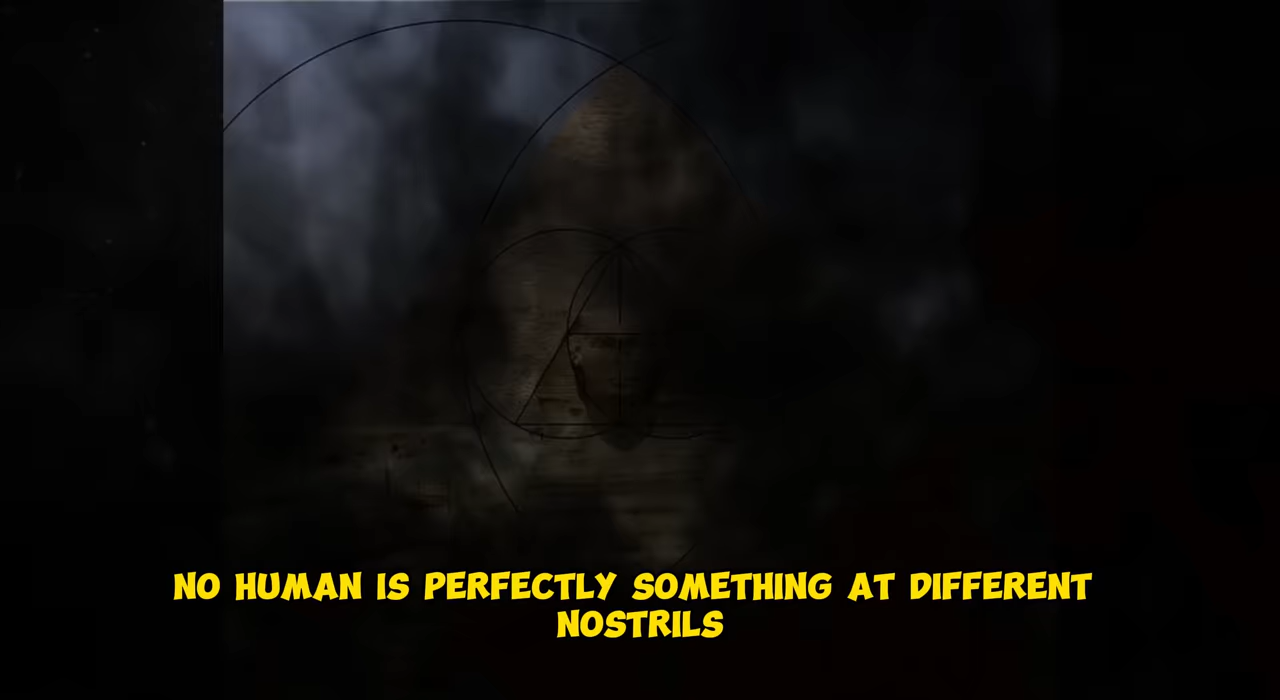 NO HUMAN IS PERFECTLY SOMETHING AT DIFFERENT
NOSTRILS